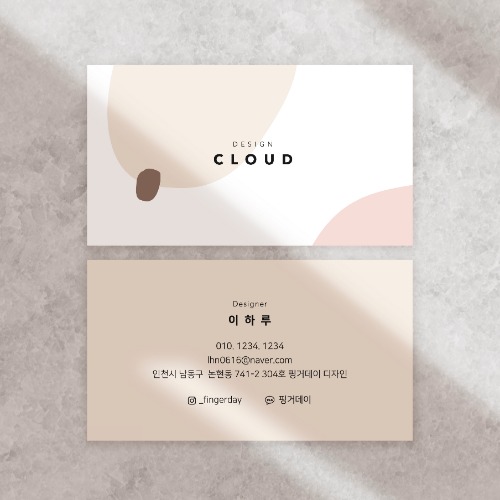 DESIGN
CLOUD
Designer
이하루
010. 1234. 1234
lhn0616@naver.com
인천시 남동구 논현동 741-2 304호 핑거데이 디자인
_fingerday 핑거데이